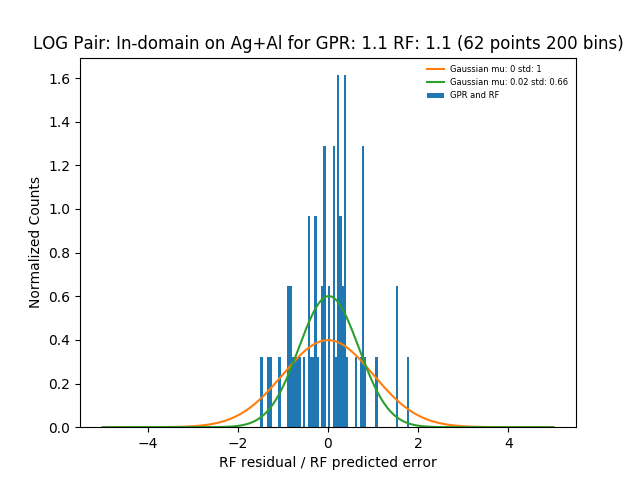 LOG Pair: In-domain on Ag+Al for GPR: 1.1 RF: 1.1 (62 points 200 bins)
Gaussian mu: 0 std: 1
Gaussian mu: 0.02 std: 0.66
GPR and RF
Normalized Counts
1.6
1.4
1.2
1.0
0.8
0.6
0.4
0.2
0.0
−4 −2 0 2 4
RF residual / RF predicted error